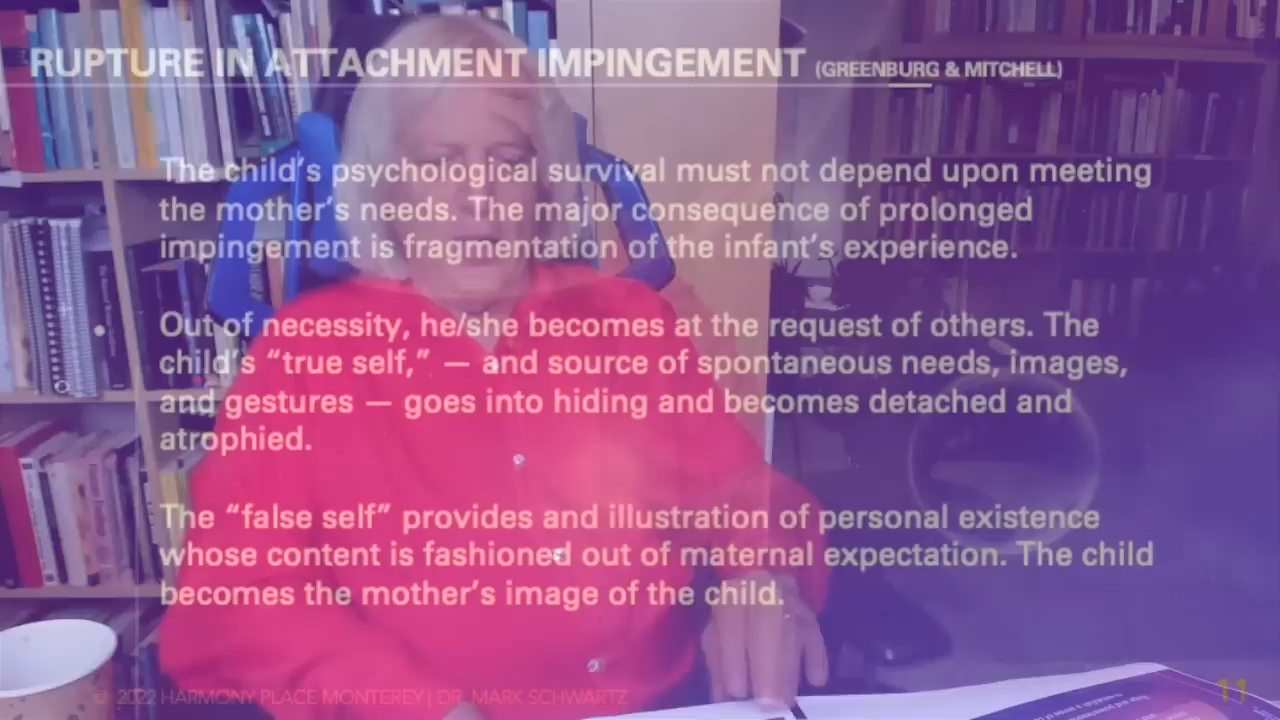 RUPTURE IN ATTACHMENT IMPINGEMENT (GREENBURG & MITCHELL)
The child's psychological survival must not depend upon meeting
the mother's needs. The major consequence of prolonged
impingement is fragmentation of the infant's experience.
Out of necessity, he/she becomes at the request of others. The
child's “true self,” — and source of spontaneous needs, images,
and gestures — goes into hiding and becomes detached and
atrophied.
The “false self” provides and illustration of personal existence
whose content is fashioned out of maternal expectation. The child
becomes the mother's image of the child.
© 2022 HARMONY PLACE MONTEREY | DR. MARK SCHWARTZ
11